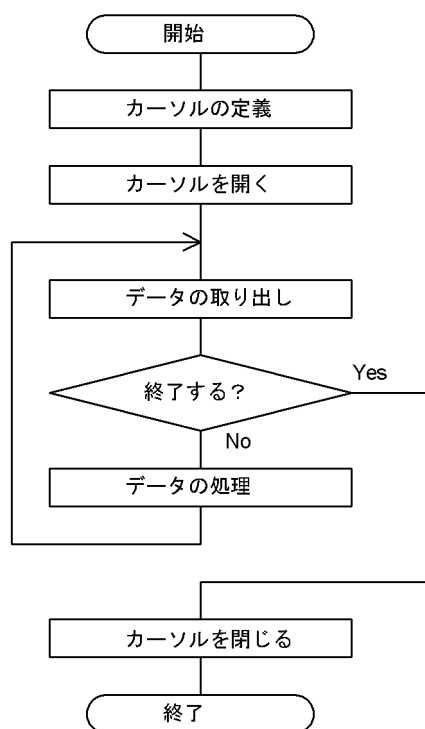 開始
カーソルの定義
カーソルを開く
データの取り出し
終了する？
Yes
No
データの処理
カーソルを閉じる
終了